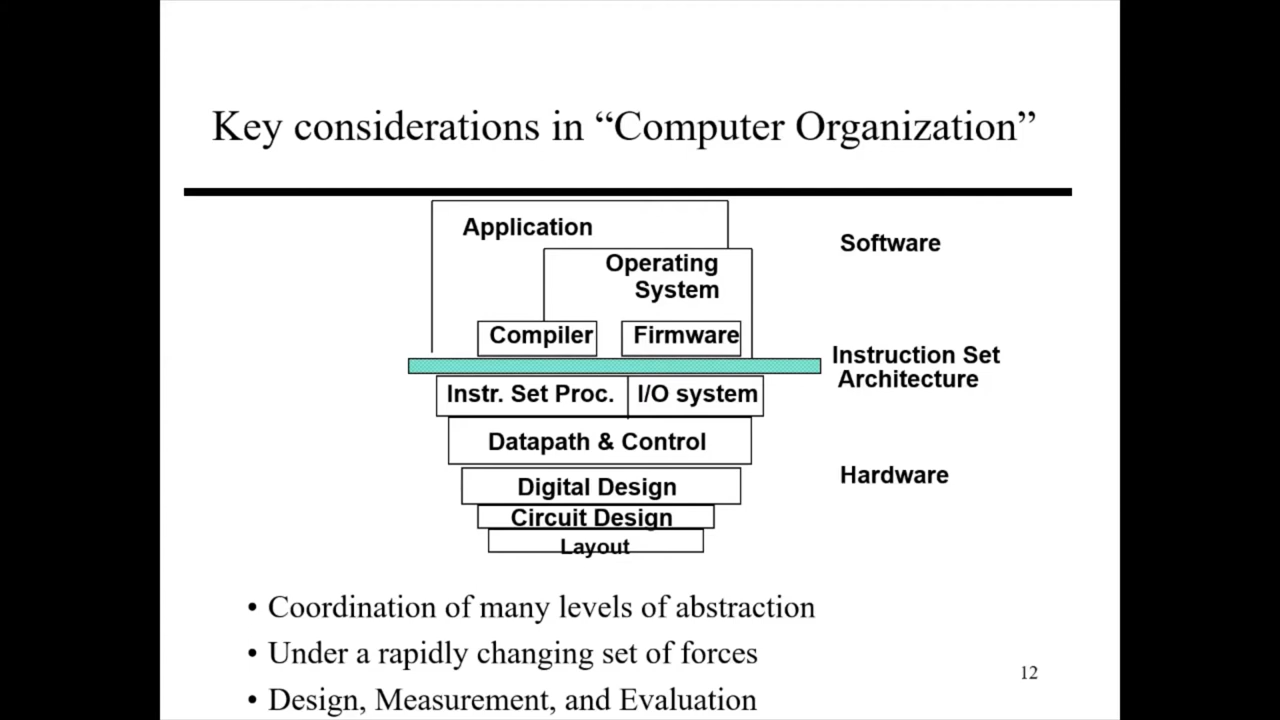 Key considerations in “Computer Organization”
Application
Software
Operating
System
Compiler
Firmware
Instruction Set
Architecture
Instr. Set Proc.
I/O system
Datapath & Control
Hardware
Digital Design
Circuit Design
Layout
• Coordination of many levels of abstraction
• Under a rapidly changing set of forces
12
• Design, Measurement, and Evaluation